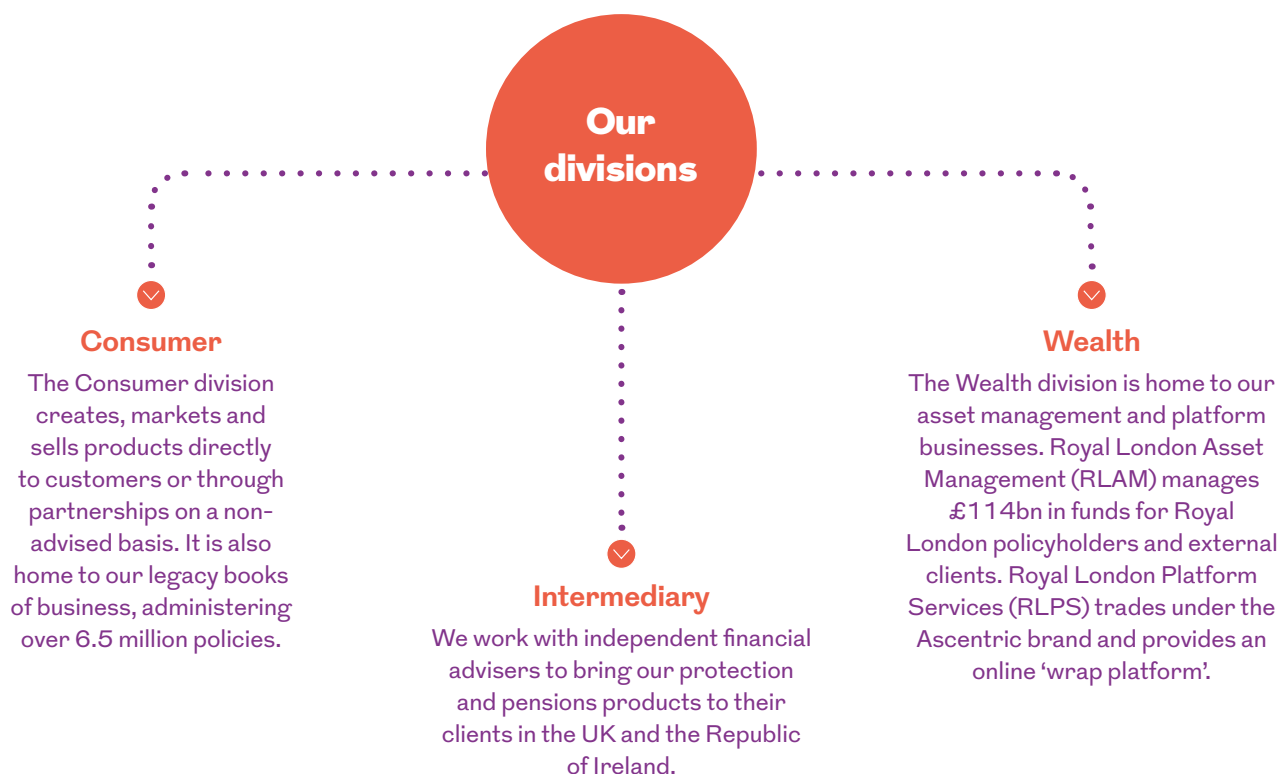 Our
divisions
Consumer
The Consumer division
creates, markets and
sells products directly
to customers or through
partnerships on a non-
advised basis. It is also
home to our legacy books
of business, administering
over 6.5 million policies.
Intermediary
We work with independent financial
advisers to bring our protection
and pensions products to their
clients in the UK and the Republic
of Ireland.
Wealth
The Wealth division is home to our
asset management and platform
businesses. Royal London Asset
Management (RLAM) manages
£114bn in funds for Royal
London policyholders and external
clients. Royal London Platform
Services (RLPS) trades under the
Ascentric brand and provides an
online ‘wrap platform’.